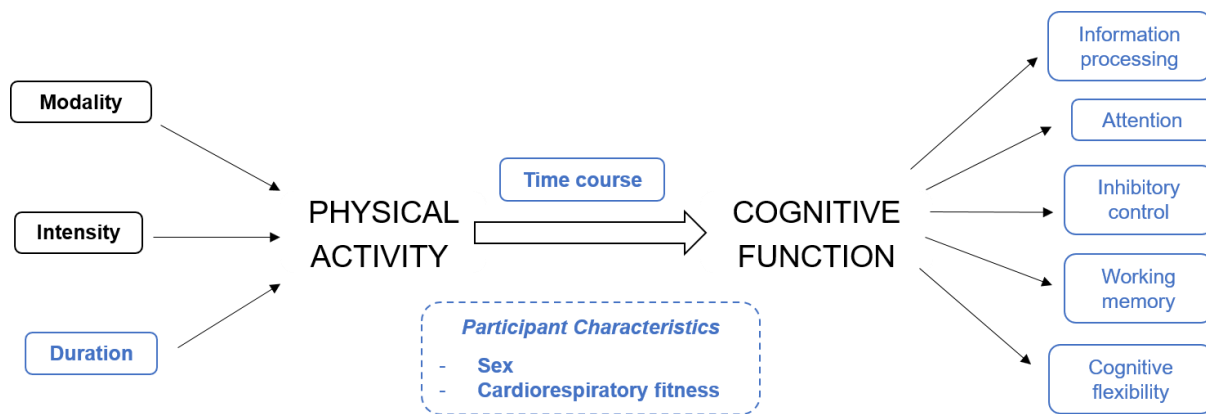 Modality
Intensity
Duration
PHYSICAL
ACTIVITY
Time course
Participant Characteristics
- Sex
- Cardiorespiratory fitness
COGNITIVE
FUNCTION
Information
processing
Attention
Inhibitory
control
Working
memory
Cognitive
flexibility